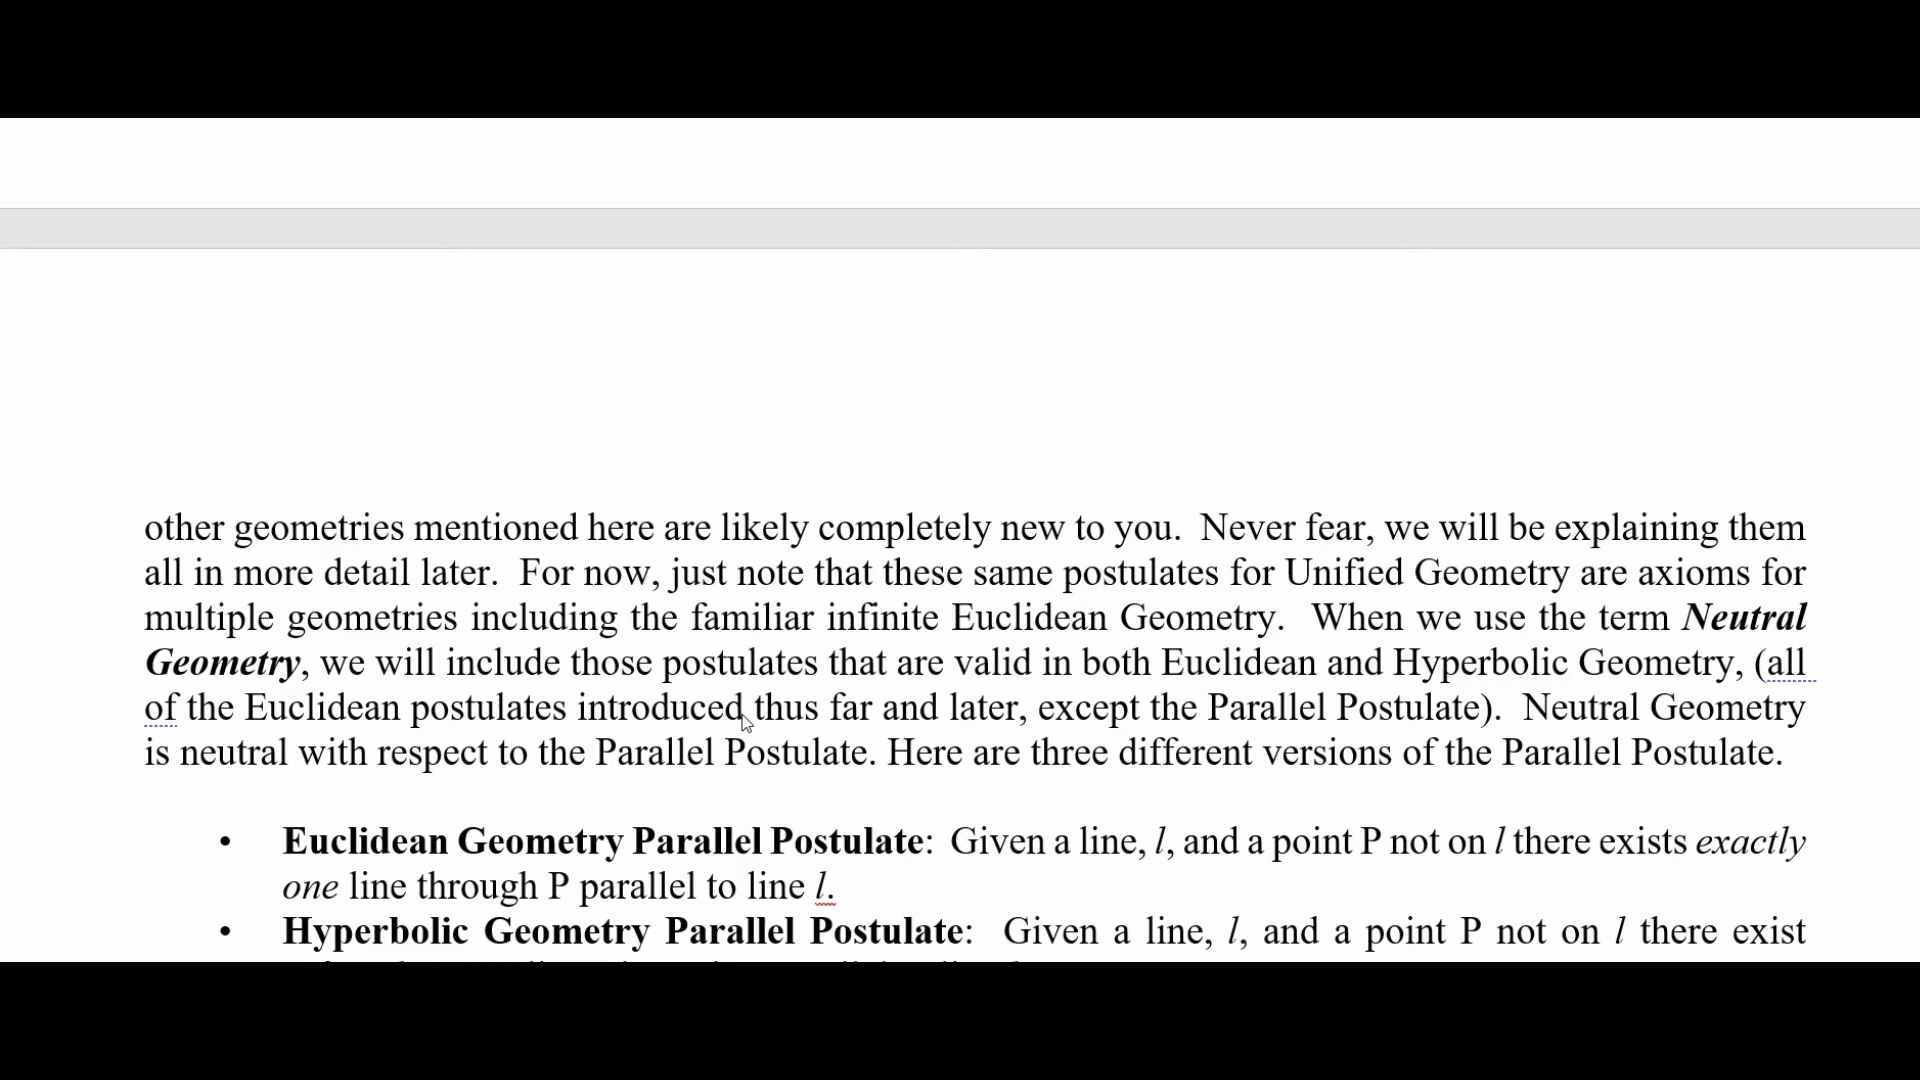 other geometries mentioned here are likely completely new to you.  Never fear, we will be explaining them
all in more detail later.  For now, just note that these same postulates for Unified Geometry are axioms for
multiple geometries including the familiar infinite Euclidean Geometry.  When we use the term Neutral
Geometry, we will include those postulates that are valid in both Euclidean and Hyperbolic Geometry, (all
of the Euclidean postulates introduced thus far and later, except the Parallel Postulate).  Neutral Geometry
is neutral with respect to the Parallel Postulate. Here are three different versions of the Parallel Postulate.
• Euclidean Geometry Parallel Postulate:  Given a line, l, and a point P not on l there exists exactly
one line through P parallel to line l.
• Hyperbolic Geometry Parallel Postulate:  Given a line, l, and a point P not on l there exist